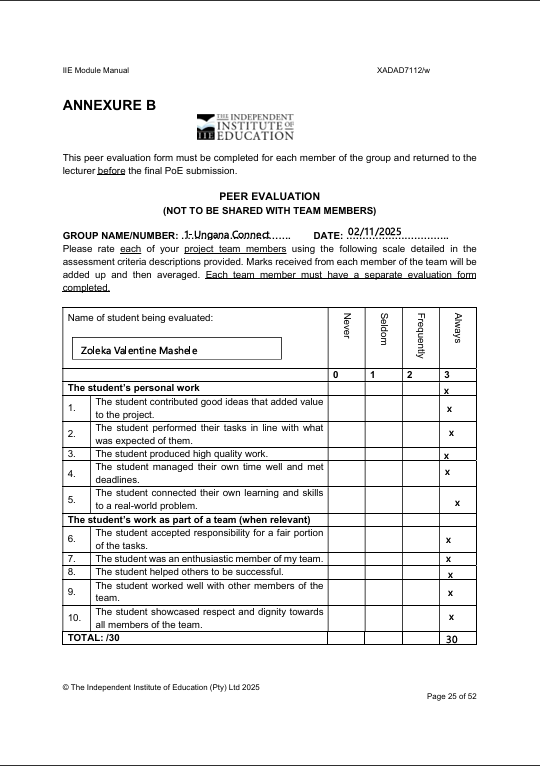 IIE Module Manual XADAD7112/w
ANNEXURE B
THE INDEPENDENT
INSTITUTE OF
EDUCATION
This peer evaluation form must be completed for each member of the group and returned to the
lecturer before the final PoE submission.
PEER EVALUATION
(NOT TO BE SHARED WITH TEAM MEMBERS)
GROUP NAME/NUMBER: 1- Ungana Connect DATE: 02/11/2025
Please rate each of your project team members using the following scale detailed in the
assessment criteria descriptions provided. Marks received from each member of the team will be
added up and then averaged. Each team member must have a separate evaluation form
completed.
Name of student being evaluated: Never Seldom Frequently Always
Zoleka Valentine Mashele
0 1 2 3
The student's personal work x
1. The student contributed good ideas that added value
to the project. x
2. The student performed their tasks in line with what
was expected of them. x
3. The student produced high quality work. x
4. The student managed their own time well and met
deadlines. x
5. The student connected their own learning and skills
to a real-world problem. x
The student's work as part of a team (when relevant)
6. The student accepted responsibility for a fair portion
of the tasks. x
7. The student was an enthusiastic member of my team. x
8. The student helped others to be successful. x
9. The student worked well with other members of the
team. x
10. The student showcased respect and dignity towards
all members of the team. x
TOTAL: /30 30
© The Independent Institute of Education (Pty) Ltd 2025
Page 25 of 52